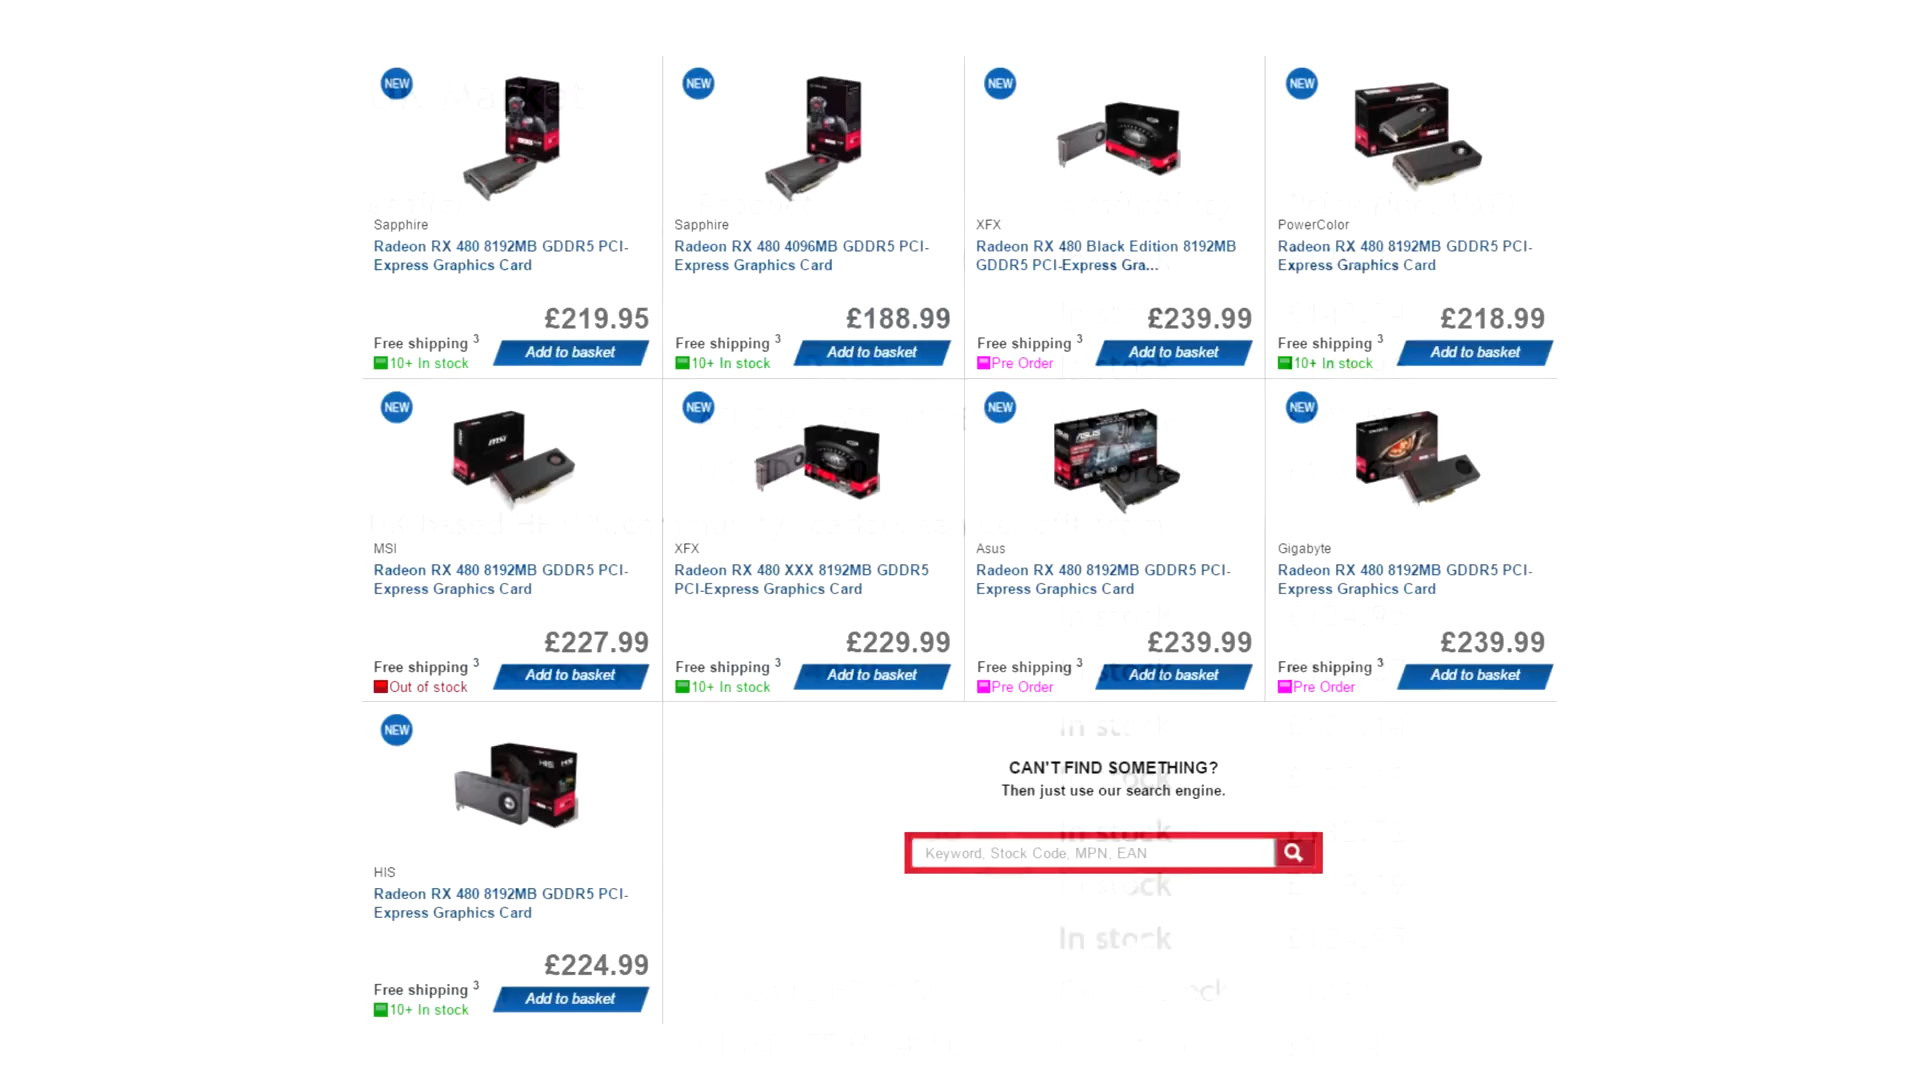 NEW
Sapphire
Radeon RX 480 8192MB GDDR5 PCI-
Express Graphics Card
£219.95
Free shipping 3
10+ In stock
Add to basket
NEW
Sapphire
Radeon RX 480 4096MB GDDR5 PCI-
Express Graphics Card
£188.99
Free shipping 3
10+ In stock
Add to basket
NEW
XFX
Radeon RX 480 Black Edition 8192MB
GDDR5 PCI-Express Gra...
£239.99
Free shipping 3
Pre Order
Add to basket
NEW
PowerColor
Radeon RX 480 8192MB GDDR5 PCI-
Express Graphics Card
£218.99
Free shipping 3
10+ In stock
Add to basket
NEW
msi
MSI
Radeon RX 480 8192MB GDDR5 PCI-
Express Graphics Card
£227.99
Free shipping 3
Out of stock
Add to basket
NEW
XFX
Radeon RX 480 XXX 8192MB GDDR5
PCI-Express Graphics Card
£229.99
Free shipping 3
10+ In stock
Add to basket
NEW
ASUS
Asus
Radeon RX 480 8192MB GDDR5 PCI-
Express Graphics Card
£239.99
Free shipping 3
Pre Order
Add to basket
NEW
Gigabyte
Radeon RX 480 8192MB GDDR5 PCI-
Express Graphics Card
£239.99
Free shipping 3
Pre Order
Add to basket
NEW
HIS
Radeon RX 480 8192MB GDDR5 PCI-
Express Graphics Card
£224.99
Free shipping 3
10+ In stock
Add to basket
CAN'T FIND SOMETHING?
Then just use our search engine.
Keyword, Stock Code, MPN, EAN
In stock